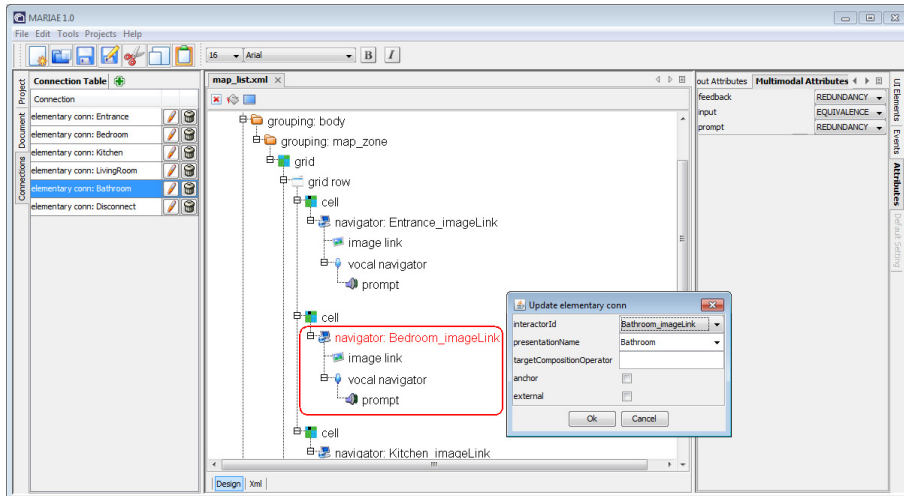 MARIAE 1.0
File Edit Tools Projects Help
16 Arial B I
Project
Document
Connections
Connection Table
Connection
elementary conn: Entrance
elementary conn: Bedroom
elementary conn: Kitchen
elementary conn: LivingRoom
elementary conn: Bathroom
elementary conn: Disconnect
map_list.xml
grouping: body
grouping: map_zone
grid
grid row
cell
navigator: Entrance_imageLink
image link
vocal navigator
prompt
cell
navigator: Bedroom_imageLink
image link
vocal navigator
prompt
cell
navigator: Kitchen_imageLink
Design Xml
Update elementary conn
interactorId Bathroom_imageLink
presentationName Bathroom
targetCompositionOperator
anchor
external
Ok Cancel
out Attributes Multimodal Attributes
feedback REDUNDANCY
input EQUIVALENCE
prompt REDUNDANCY
UI Elements
Events
Attributes
Default Setting